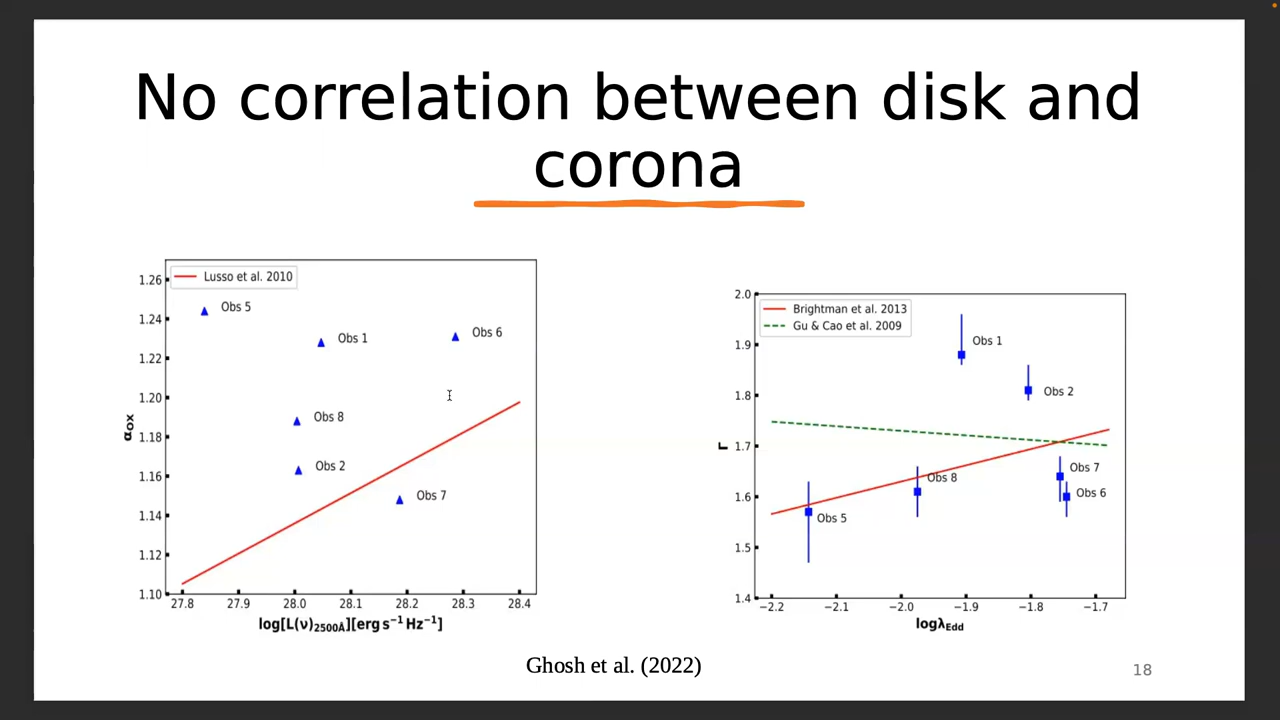 No correlation between disk and
corona
Lusso et al. 2010
1.26
1.24
1.22
1.20
1.18
1.16
1.14
1.12
1.10
αOX
Obs 5
Obs 1
Obs 6
Obs 8
Obs 2
Obs 7
27.8 27.9 28.0 28.1 28.2 28.3 28.4
log[L(ν)2500Å][erg s⁻¹ Hz⁻¹]
Brightman et al. 2013
Gu & Cao et al. 2009
2.0
1.9
1.8
1.7
1.6
1.5
1.4
Γ
Obs 1
Obs 2
Obs 7
Obs 8
Obs 6
Obs 5
−2.2 −2.1 −2.0 −1.9 −1.8 −1.7
logλEdd
Ghosh et al. (2022)
18